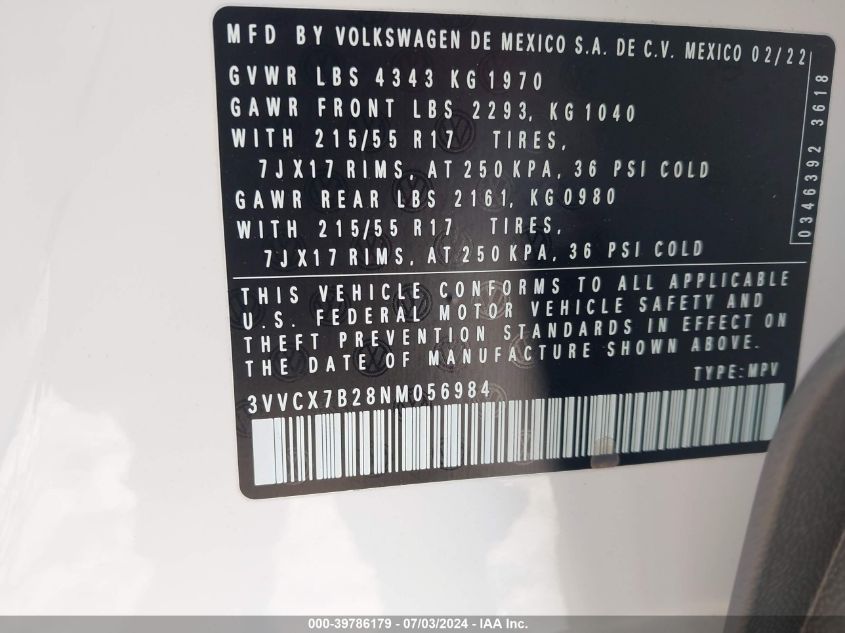 MFD BY VOLKSWAGEN DE MEXICO S.A. DE C.V. MEXICO 02/22
GVWR LBS 4343 KG 1970
GAWR FRONT LBS 2293, KG 1040
WITH 215/55 R17 TIRES,
7JX17 RIMS, AT 250 KPA, 36 PSI COLD
GAWR REAR LBS 2161, KG 0980
WITH 215/55 R17 TIRES,
7JX17 RIMS, AT 250 KPA, 36 PSI COLD
0346392 3618
THIS VEHICLE CONFORMS TO ALL APPLICABLE
U.S. FEDERAL MOTOR VEHICLE SAFETY AND
THEFT PREVENTION STANDARDS IN EFFECT ON
THE DATE OF MANUFACTURE SHOWN ABOVE.
TYPE: MPV
3VVCX7B28NM056984
000-39786179 - 07/03/2024 - IAA Inc.